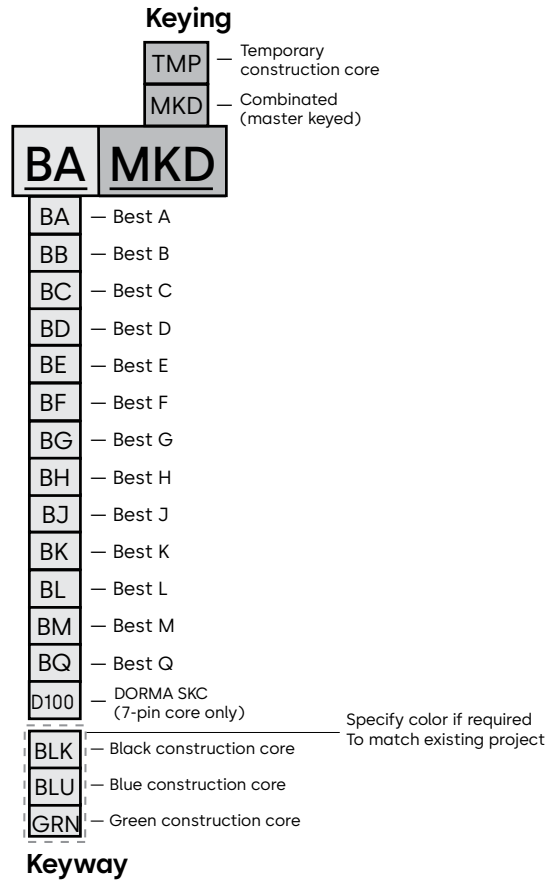 Keying
TMP — Temporary
construction core
MKD — Combinated
(master keyed)
BA MKD
BA — Best A
BB — Best B
BC — Best C
BD — Best D
BE — Best E
BF — Best F
BG — Best G
BH — Best H
BJ — Best J
BK — Best K
BL — Best L
BM — Best M
BQ — Best Q
D100 — DORMA SKC
(7-pin core only)
Specify color if required
To match existing project
BLK — Black construction core
BLU — Blue construction core
GRN — Green construction core
Keyway